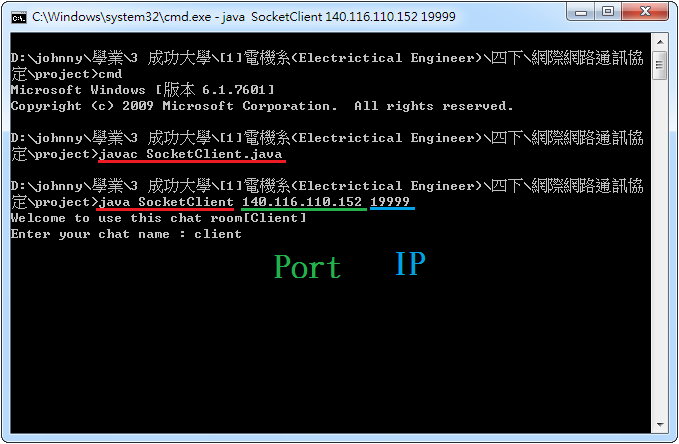 C:\Windows\system32\cmd.exe - java  SocketClient 140.116.110.152 19999
D:\johnny\學業\3 成功大學\[1]電機系(Electrictical Engineer)\四下\網際網路通訊協
定\project>cmd
Microsoft Windows [版本 6.1.7601]
Copyright (c) 2009 Microsoft Corporation.  All rights reserved.
D:\johnny\學業\3 成功大學\[1]電機系(Electrictical Engineer)\四下\網際網路通訊協
定\project>javac SocketClient.java
D:\johnny\學業\3 成功大學\[1]電機系(Electrictical Engineer)\四下\網際網路通訊協
定\project>java SocketClient 140.116.110.152 19999
Welcome to use this chat room[Client]
Enter your chat name : client
Port IP